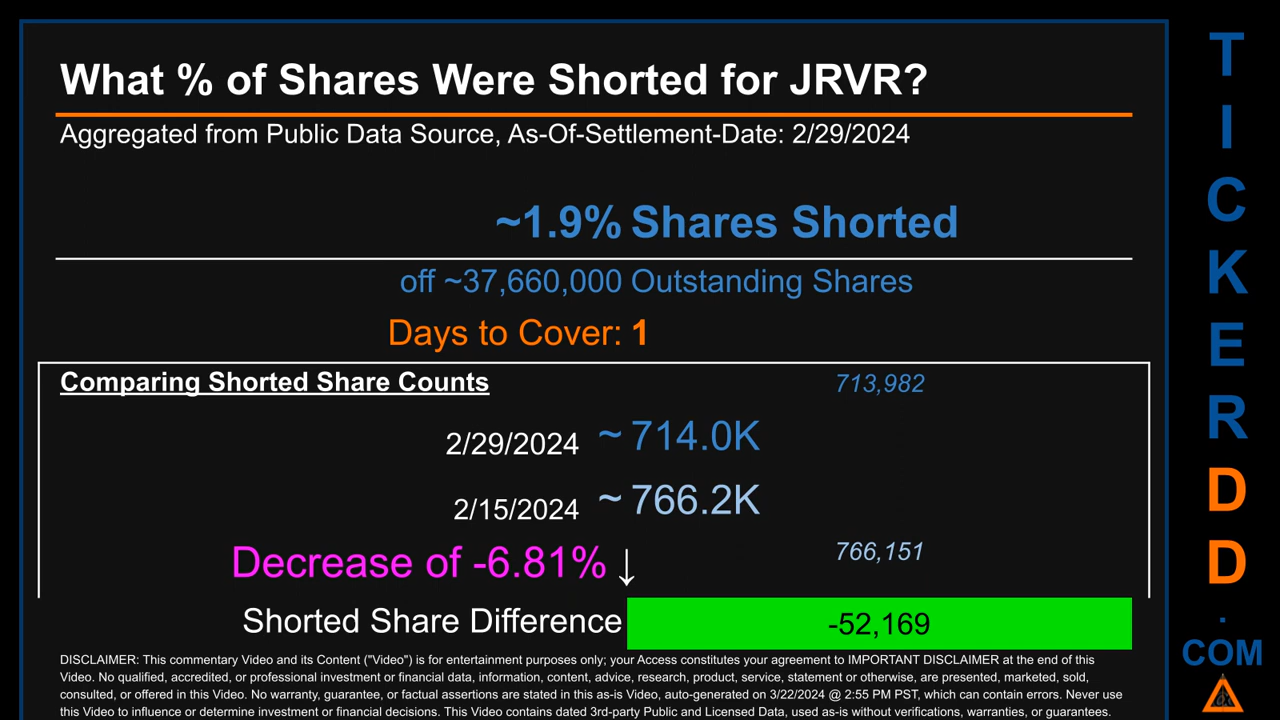 What % of Shares Were Shorted for JRVR?
Aggregated from Public Data Source, As-Of-Settlement-Date: 2/29/2024
~1.9% Shares Shorted
off ~37,660,000 Outstanding Shares
Days to Cover: 1
Comparing Shorted Share Counts
713,982
2/29/2024 ~ 714.0K
2/15/2024 ~ 766.2K
766,151
Decrease of -6.81% ↓
Shorted Share Difference -52,169
DISCLAIMER: This commentary Video and its Content ("Video") is for entertainment purposes only; your Access constitutes your agreement to IMPORTANT DISCLAIMER at the end of this
Video. No qualified, accredited, or professional investment or financial data, information, content, advice, research, product, service, statement or otherwise, are presented, marketed, sold,
consulted, or offered in this Video. No warranty, guarantee, or factual assertions are stated in this as-is Video, auto-generated on 3/22/2024 @ 2:55 PM PST, which can contain errors. Never use
this Video to influence or determine investment or financial decisions. This Video contains dated 3rd-party Public and Licensed Data, used as-is without verifications, warranties, or guarantees.
T
I
C
K
E
R
D
D
.
COM